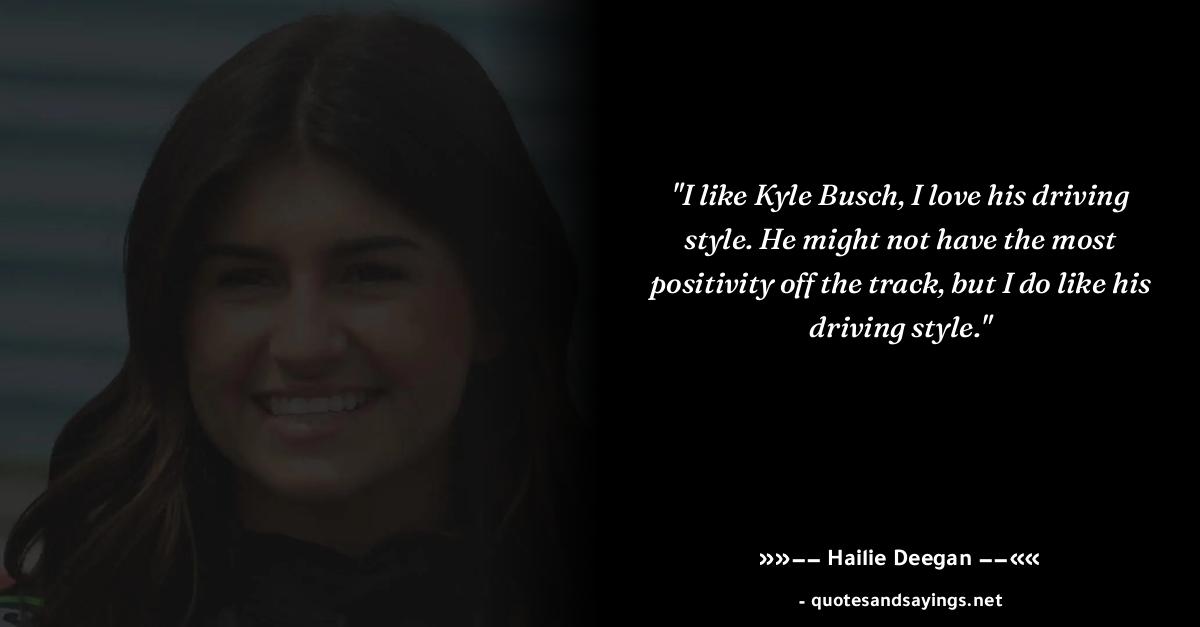 "I like Kyle Busch, I love his driving
style. He might not have the most
positivity off the track, but I do like his
driving style."
»»−− Hailie Deegan −−««
- quotesandsayings.net